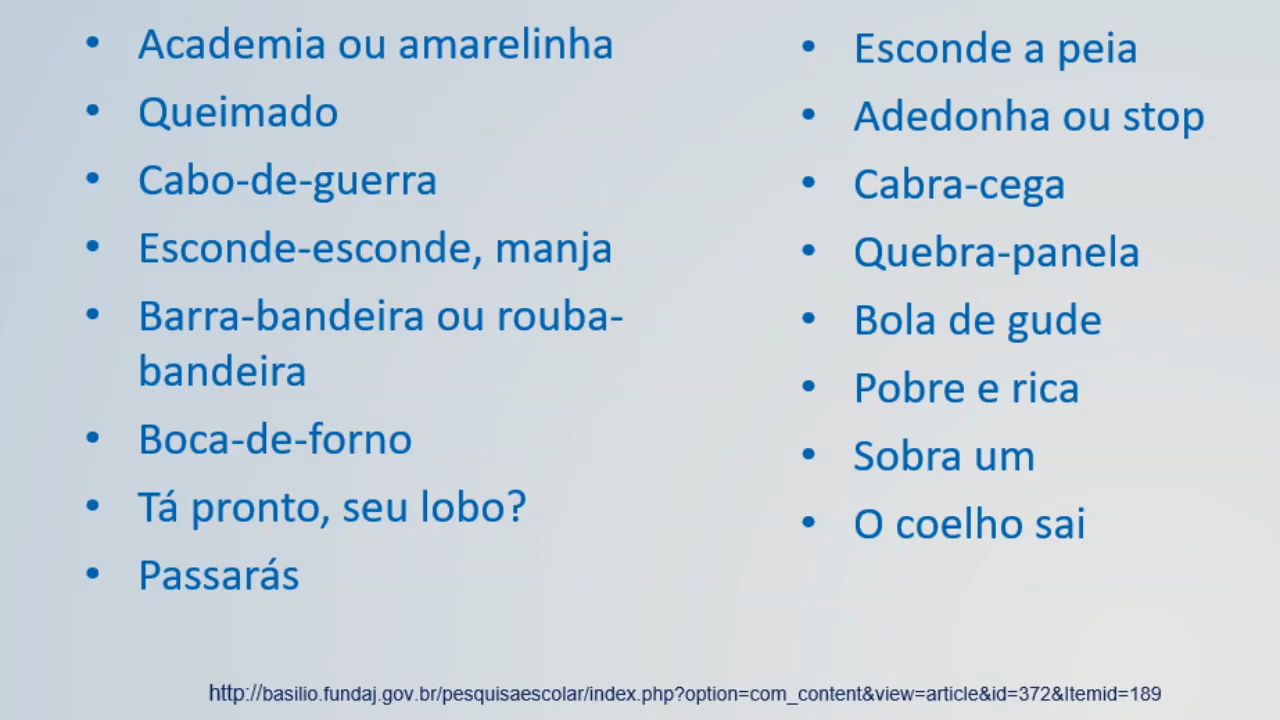 • Academia ou amarelinha
• Queimado
• Cabo-de-guerra
• Esconde-esconde, manja
• Barra-bandeira ou rouba-
bandeira
• Boca-de-forno
• Tá pronto, seu lobo?
• Passarás
• Esconde a peia
• Adedonha ou stop
• Cabra-cega
• Quebra-panela
• Bola de gude
• Pobre e rica
• Sobra um
• O coelho sai
http://basilio.fundaj.gov.br/pesquisaescolar/index.php?option=com_content&view=article&id=372&Itemid=189